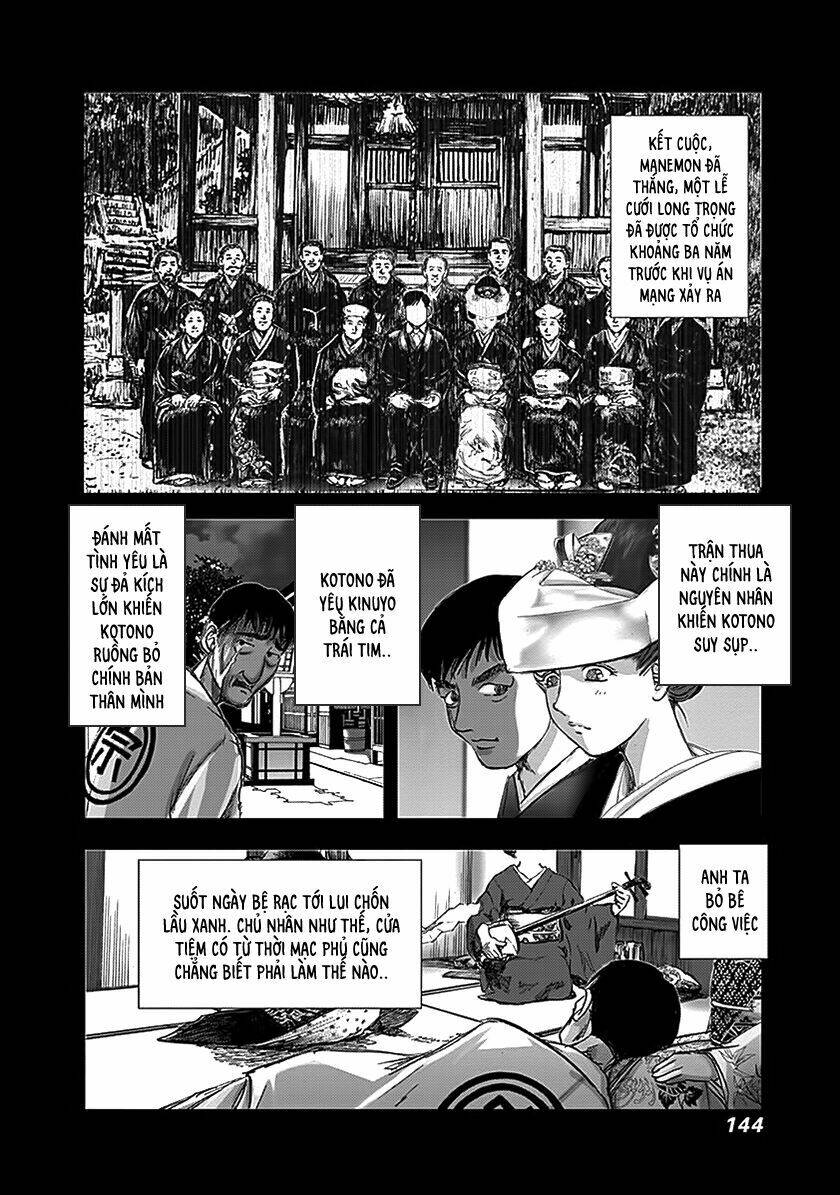 KẾT CUỘC,
MANEMON ĐÃ
THẮNG, MỘT LỄ
CƯỚI LONG TRỌNG
ĐÃ ĐƯỢC TỔ CHỨC
KHOẢNG BA NĂM
TRƯỚC KHI VỤ ÁN
MẠNG XẢY RA
TRẬN THUA
NÀY CHÍNH LÀ
NGUYÊN NHÂN
KHIẾN KOTONO
SUY SỤP..
KOTONO ĐÃ
YÊU KINUYO
BẰNG CẢ
TRÁI TIM..
ĐÁNH MẤT
TÌNH YÊU LÀ
SỰ ĐẢ KÍCH
LỚN KHIẾN
KOTONO
RUỒNG BỎ
CHÍNH BẢN
THÂN MÌNH
宗
ANH TA
BỎ BÊ
CÔNG VIỆC
SUỐT NGÀY BỆ RẠC TỚI LUI CHỐN
LẦU XANH. CHỦ NHÂN NHƯ THẾ, CỬA
TIỆM CÓ TỪ THỜI MẠC PHỦ CŨNG
CHẲNG BIẾT PHẢI LÀM THẾ NÀO..
144